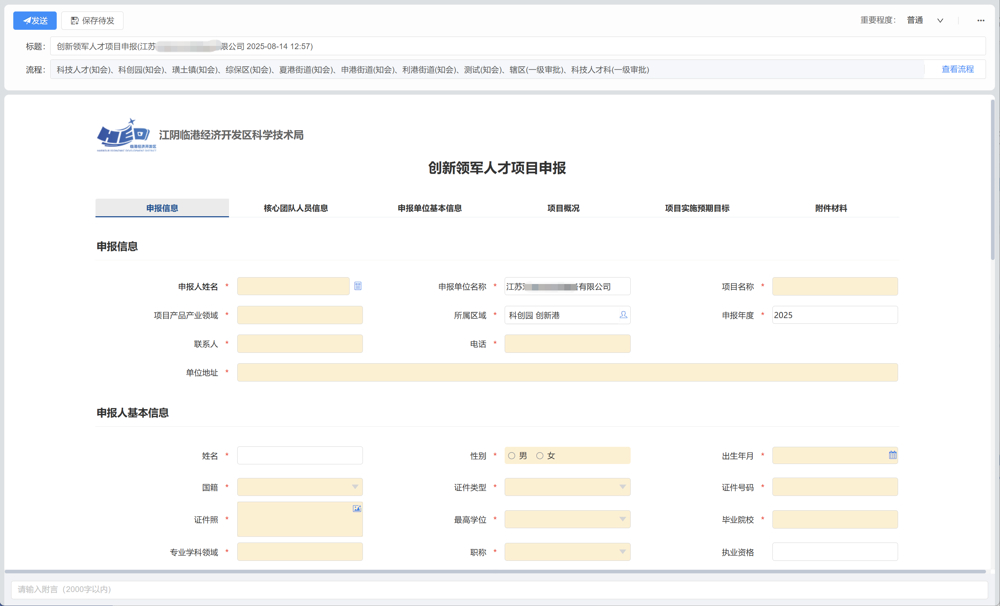 发送 保存待发 重要程度： 普通
标题： 创新领军人才项目申报(江苏 限公司 2025-08-14 12:57)
流程： 科技人才(知会)、科创园(知会)、璜土镇(知会)、综保区(知会)、夏港街道(知会)、申港街道(知会)、利港街道(知会)、测试(知会)、辖区(一级审批)、科技人才科(一级审批) 查看流程
HEDD
临港经济开发区
HARBOUR ECONOMIC DEVELOPMENT DISTRICT
江阴临港经济开发区科学技术局
创新领军人才项目申报
申报信息 核心团队人员信息 申报单位基本信息 项目概况 项目实施预期目标 附件材料
申报信息
申报人姓名 * 申报单位名称 * 江苏 有限公司 项目名称 *
项目产品产业领域 * 所属区域 * 科创园 创新港 申报年度 * 2025
联系人 * 电话 *
单位地址 *
申报人基本信息
姓名 * 性别 * 男 女 出生年月 *
国籍 * 证件类型 * 证件号码 *
证件照 * 最高学位 * 毕业院校 *
专业学科领域 * 职称 * 执业资格
请输入附言（2000字以内）